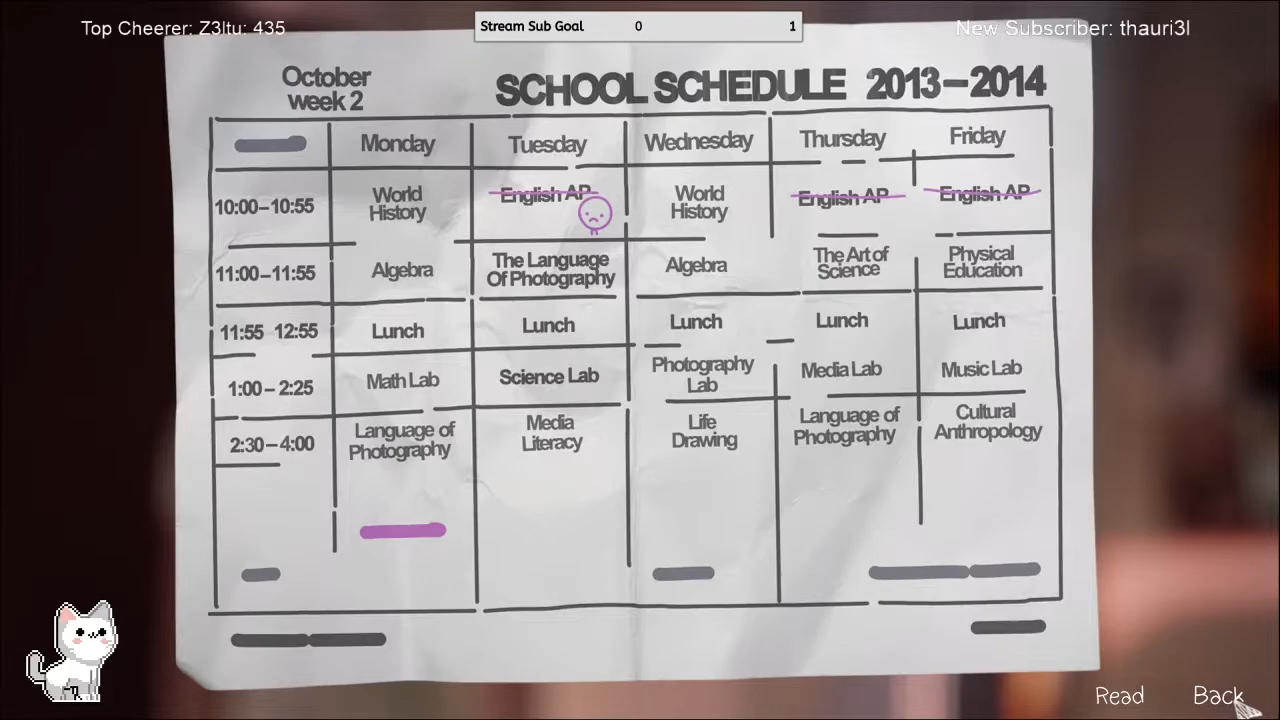 Top Cheerer: Z3ltu: 435
Stream Sub Goal 0 1
New Subscriber: thauri3l
October
week 2
SCHOOL SCHEDULE 2013-2014
Monday Tuesday Wednesday Thursday Friday
10:00-10:55 World History English AP World History English AP English AP
11:00-11:55 Algebra The Language Of Photography Algebra The Art of Science Physical Education
11:55 12:55 Lunch Lunch Lunch Lunch Lunch
1:00-2:25 Math Lab Science Lab Photography Lab Media Lab Music Lab
2:30-4:00 Language of Photography Media Literacy Life Drawing Language of Photography Cultural Anthropology
Read Back